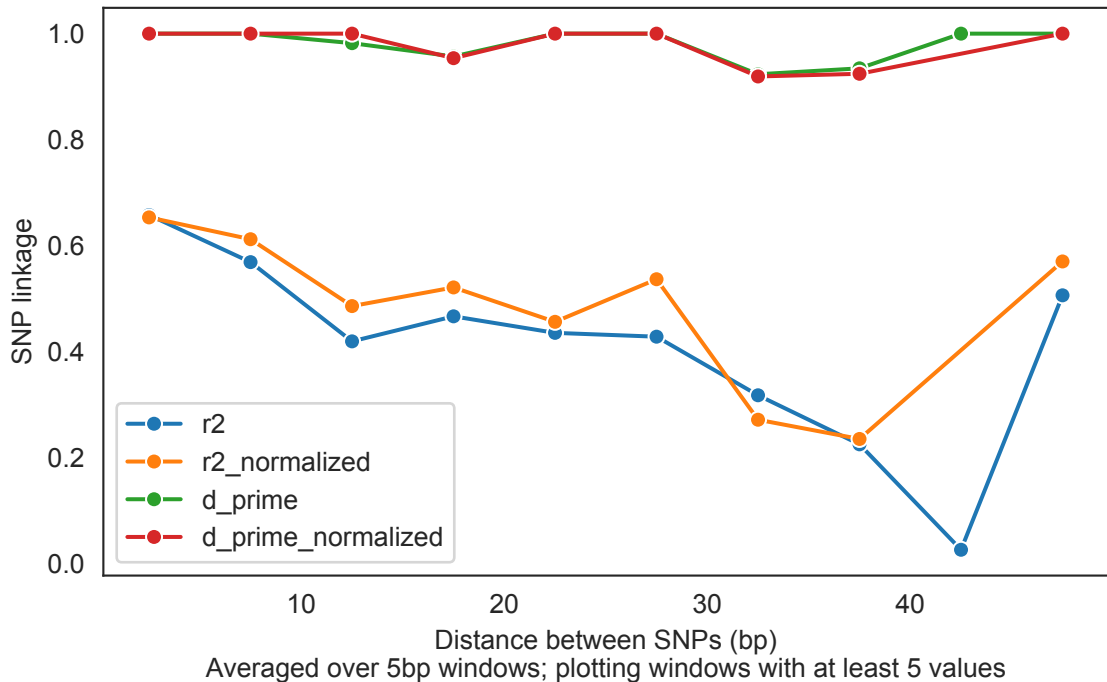 1.0
0.8
0.6
0.4
0.2
0.0
SNP linkage
r2
r2_normalized
d_prime
d_prime_normalized
10 20 30 40
Distance between SNPs (bp)
Averaged over 5bp windows; plotting windows with at least 5 values